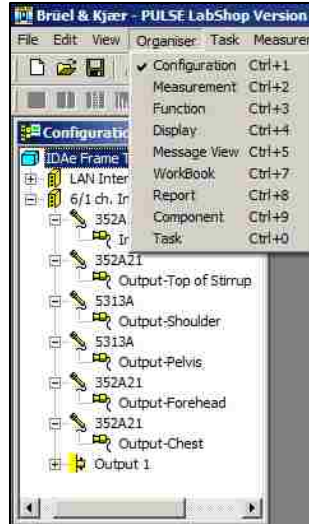 Brüel & Kjær - PULSE LabShop Version
File Edit View Organiser Task Measurer
Configuration Ctrl+1
Measurement Ctrl+2
Function Ctrl+3
Display Ctrl+4
Message View Ctrl+5
WorkBook Ctrl+7
Report Ctrl+8
Component Ctrl+9
Task Ctrl+0
Configuratio
IDAe Frame T
LAN Inter
6/1 ch. In
352A
In
352A21
Output-Top of Stirrup
5313A
Output-Shoulder
5313A
Output-Pelvis
352A21
Output-Forehead
352A21
Output-Chest
Output 1